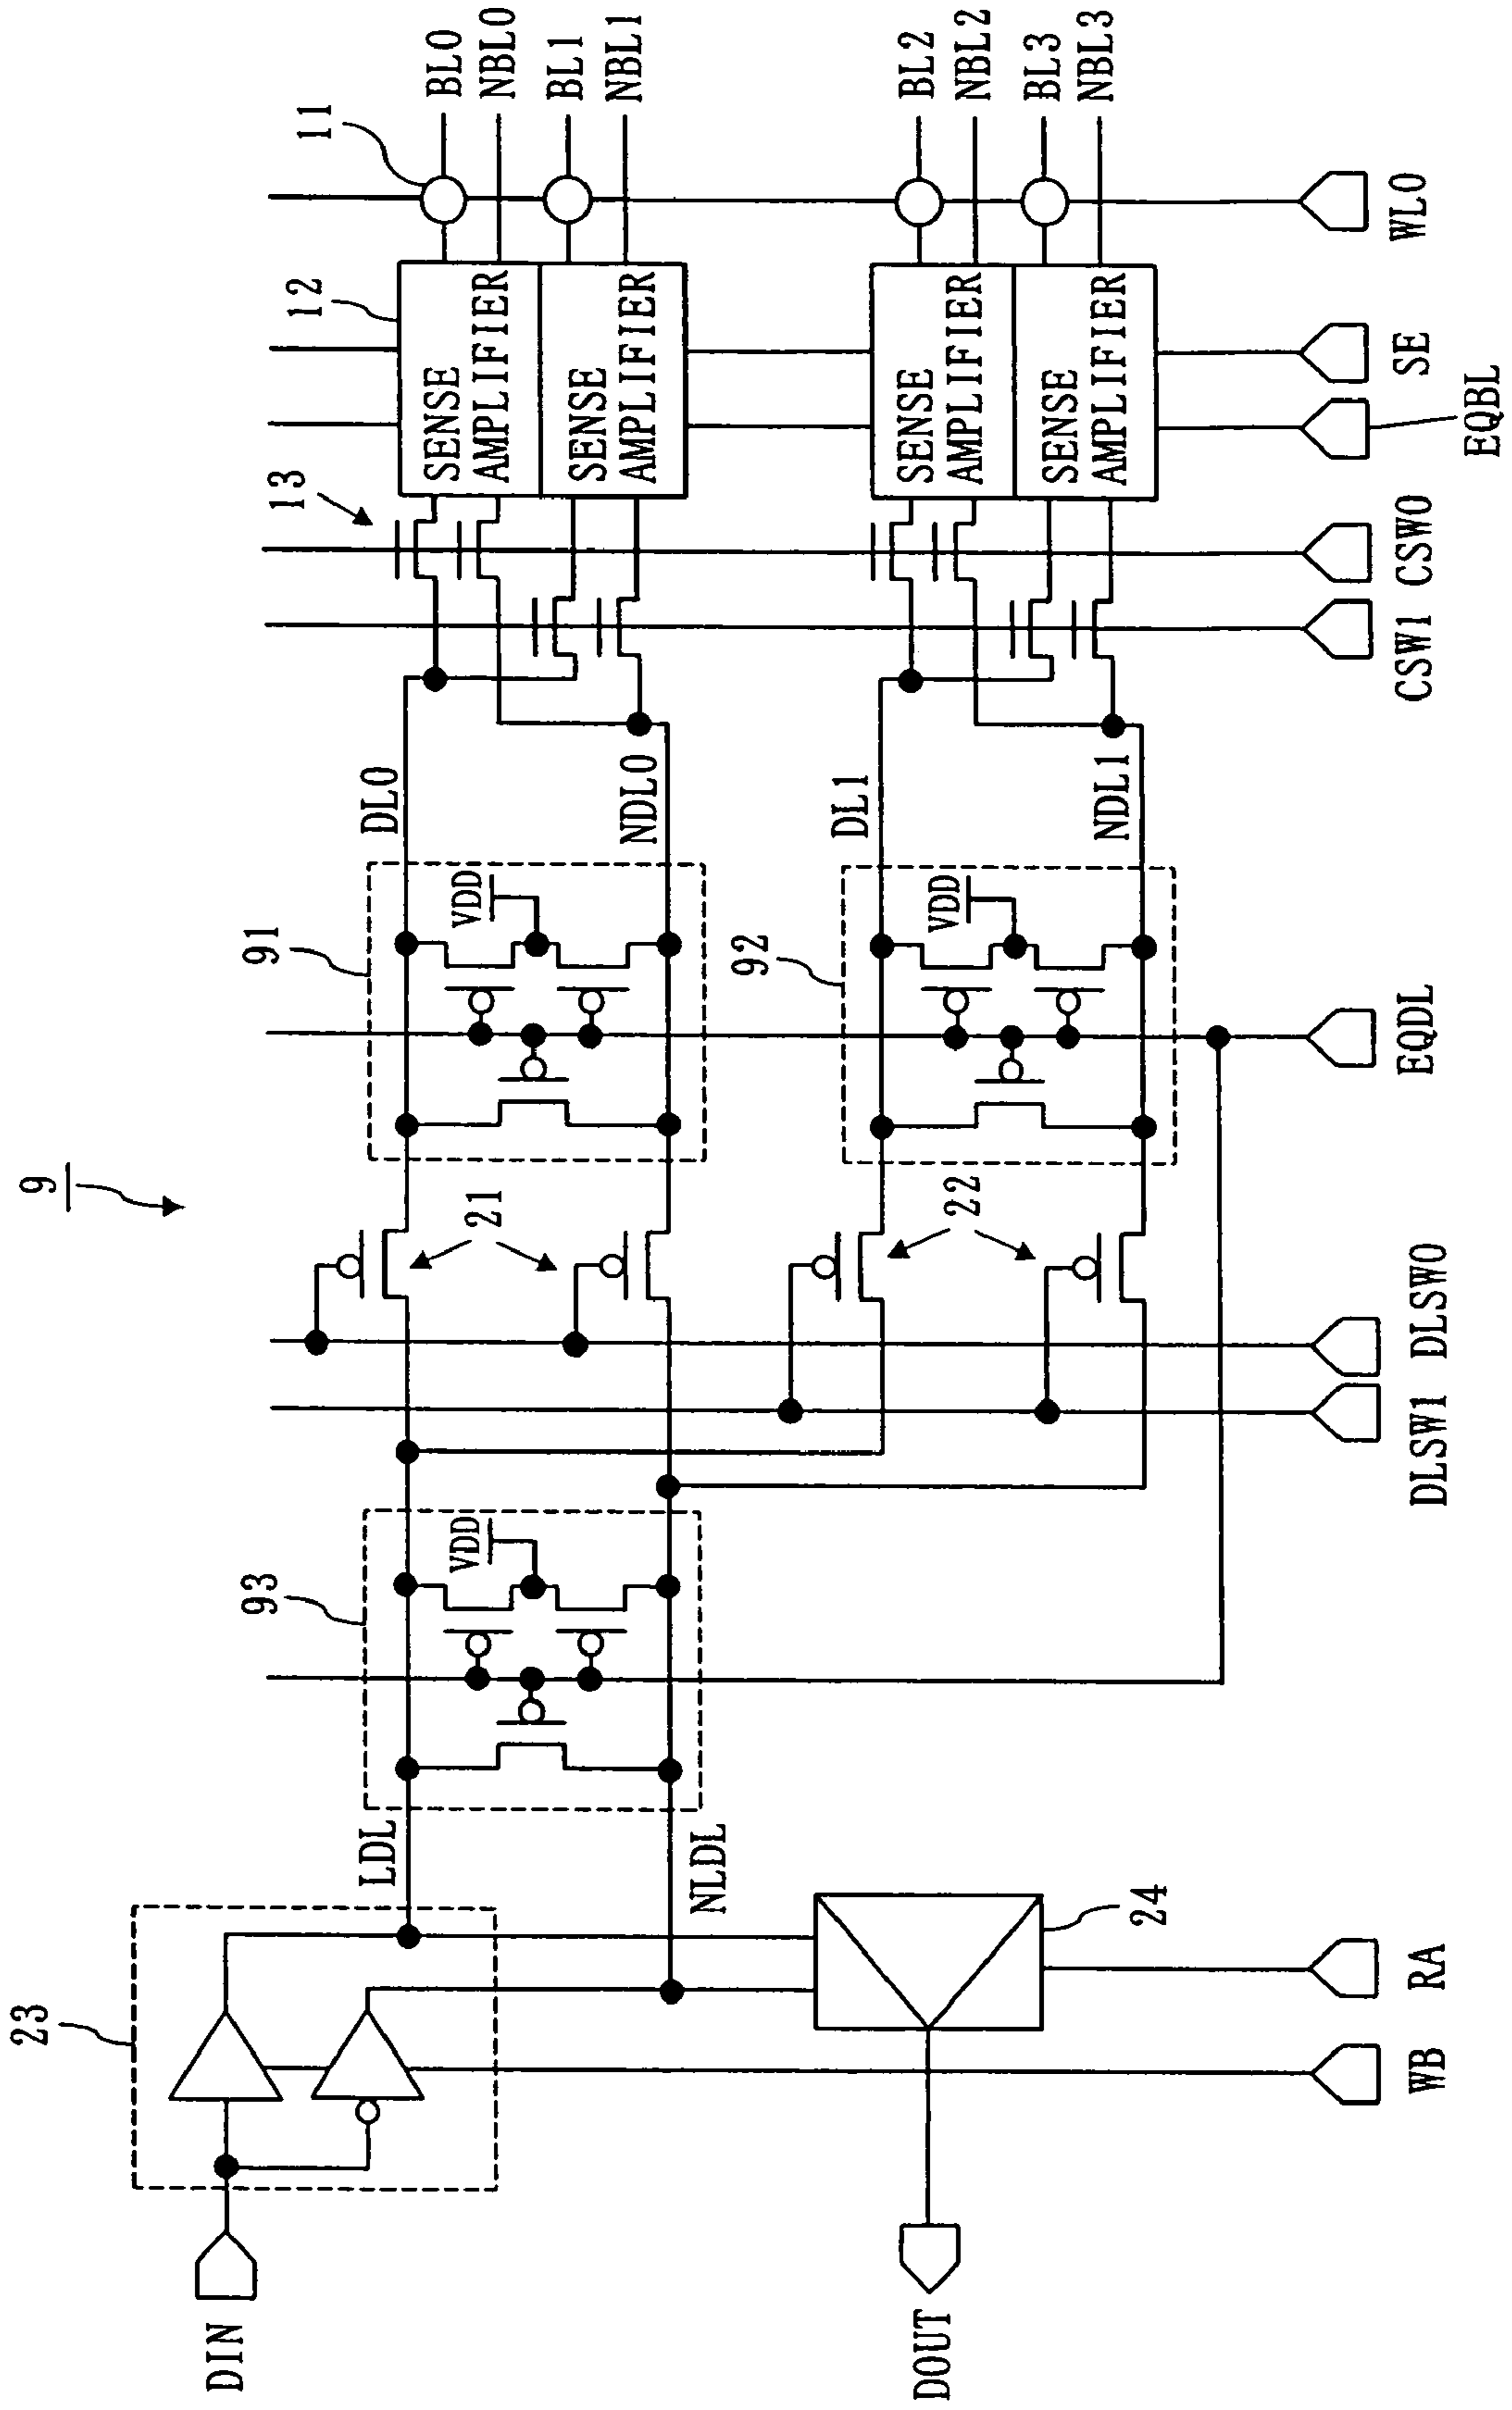 9
11
12
13
BL0
NBL0
BL1
NBL1
BL2
NBL2
BL3
NBL3
SENSE
AMPLIFIER
SENSE
AMPLIFIER
SENSE
AMPLIFIER
SENSE
AMPLIFIER
WL0
SE
EQBL
CSW0
CSW1
DL0
NDL0
DL1
NDL1
91
VDD
92
VDD
EQDL
21
22
DLSW0
DLSW1
93
VDD
LDL
NLDL
23
24
RA
WB
DIN
DOUT